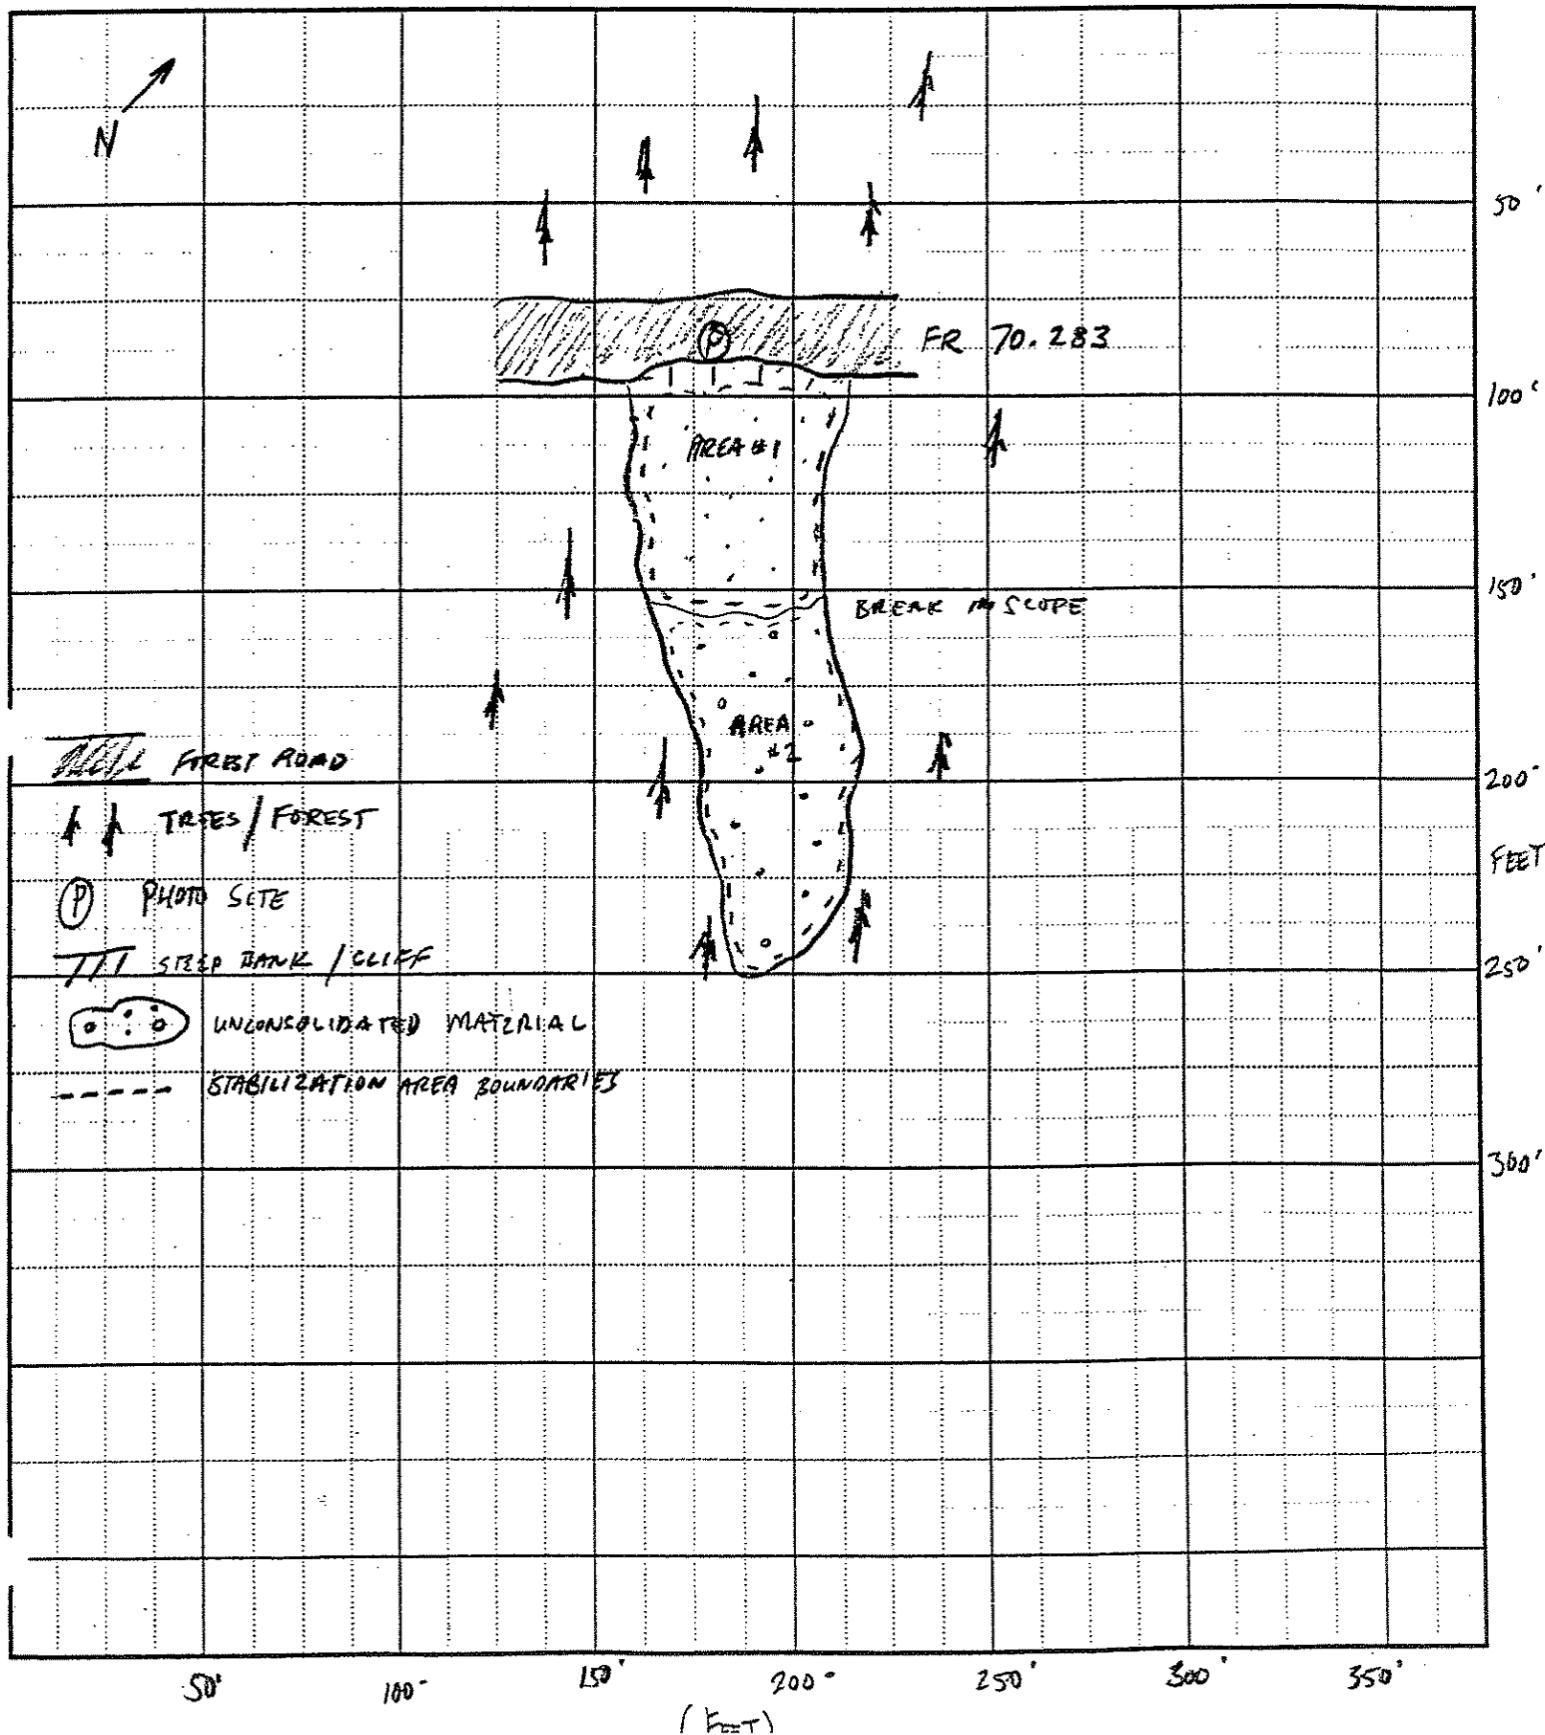 N
50'
FR 70.283
P
100'
AREA #1
150'
BREAK IN SLOPE
AREA
#2
FOREST ROAD
200'
TREES / FOREST
FEET
P PHOTO SITE
STEEP BANK / CLIFF
250'
UNCONSOLIDATED MATERIAL
STABILIZATION AREA BOUNDARIES
300'
50' 100' 150' 200' 250' 300' 350'
(FEET)